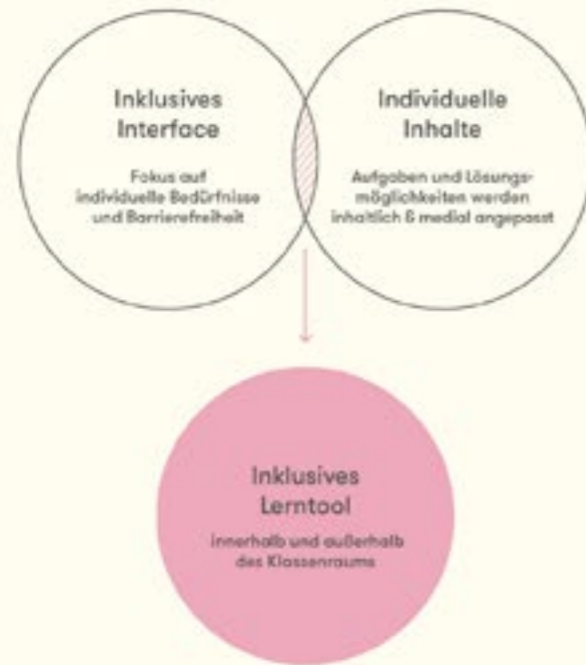 Inklusives
Interface
Fokus auf
individuelle Bedürfnisse
und Barrierefreiheit
Individuelle
Inhalte
Aufgaben und Lösungs-
möglichkeiten werden
inhaltlich & medial angepasst
Inklusives
Lerntool
innerhalb und außerhalb
des Klassenraums